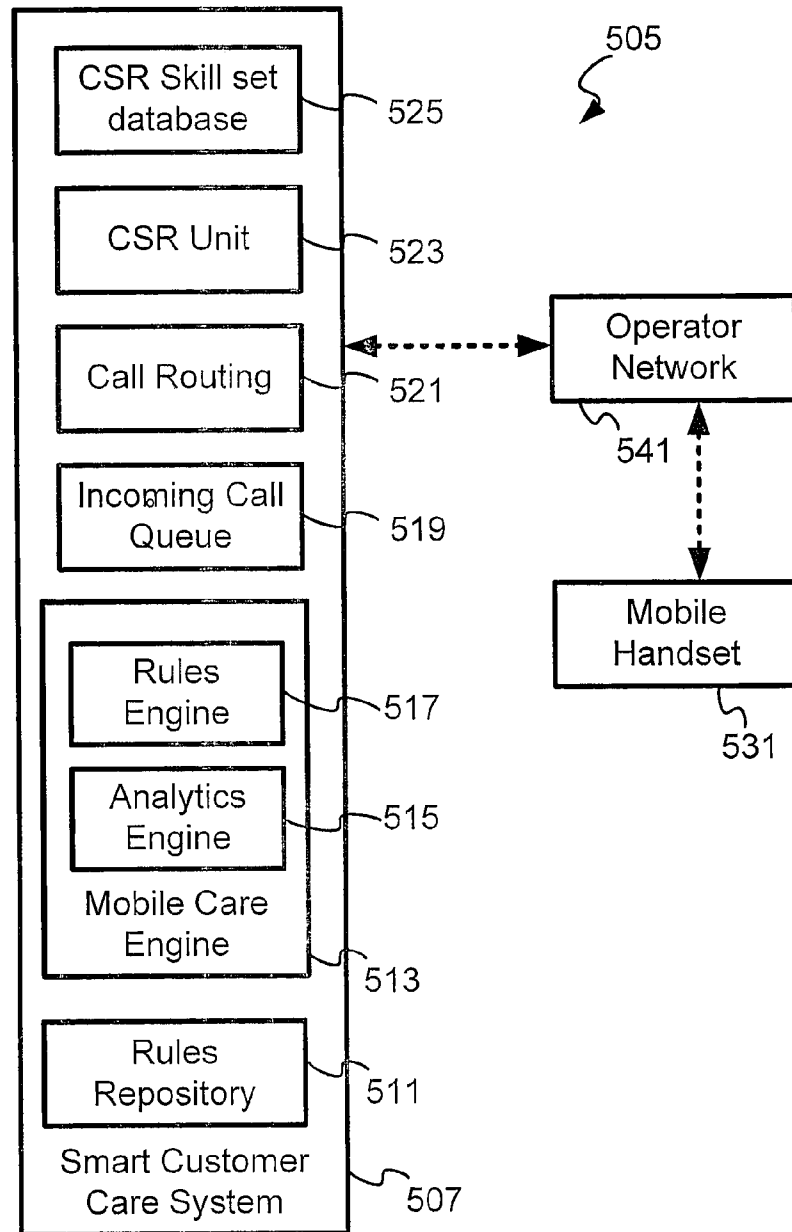 505
CSR Skill set
database
525
CSR Unit
523
Call Routing
521
Operator
Network
541
Incoming Call
Queue
519
Mobile
Handset
531
Rules
Engine
517
Analytics
Engine
515
Mobile Care
Engine
513
Rules
Repository
511
Smart Customer
Care System
507